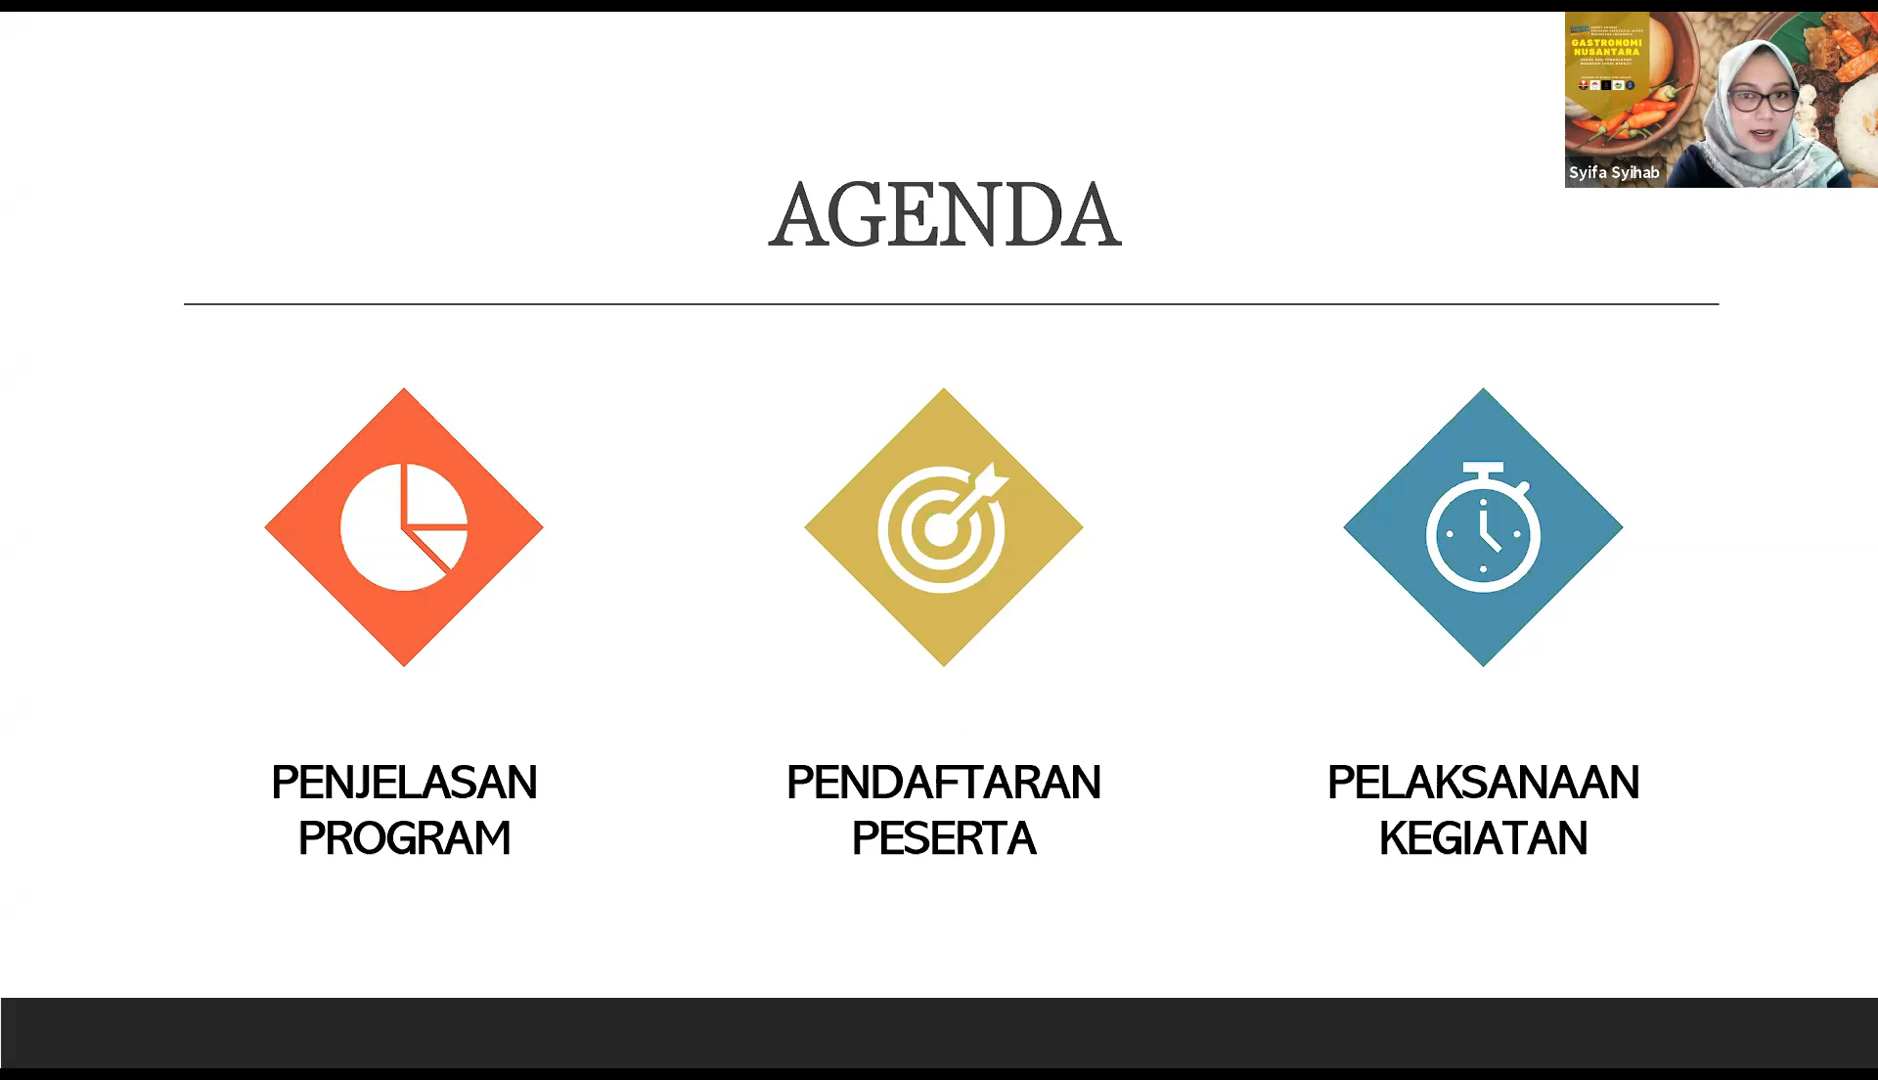 GASTRONOMI
NUSANTARA
Syifa Syihab
AGENDA
PENJELASAN
PROGRAM
PENDAFTARAN
PESERTA
PELAKSANAAN
KEGIATAN